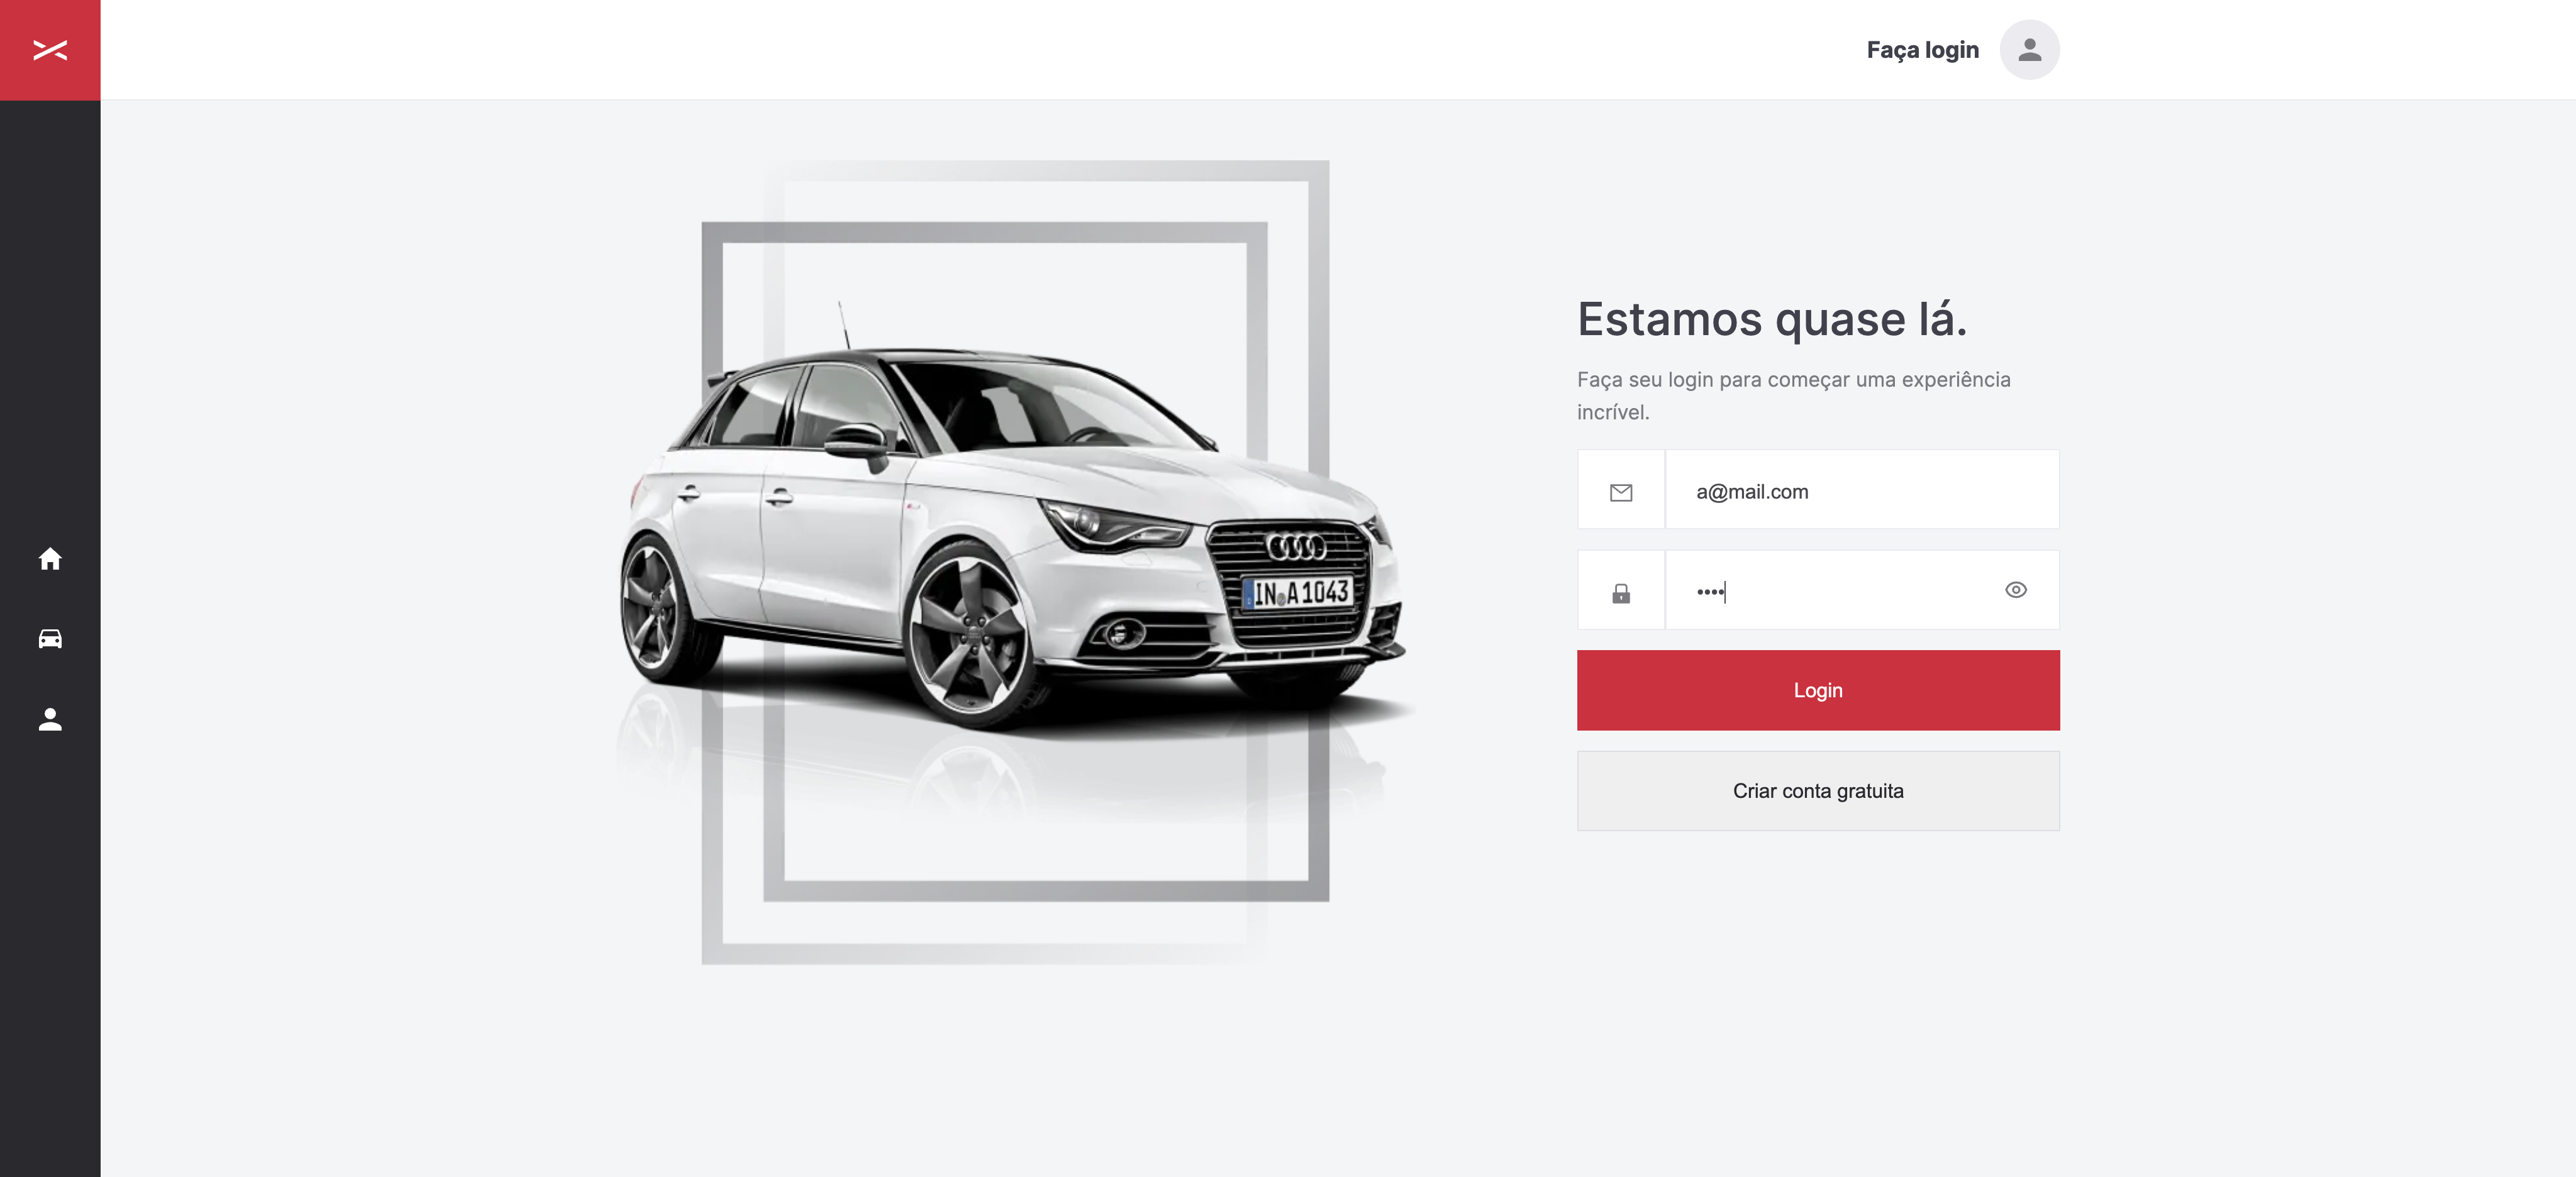 Faça login
Estamos quase lá.
Faça seu login para começar uma experiência
incrível.
a@mail.com
••••
Login
Criar conta gratuita
IN A 1043